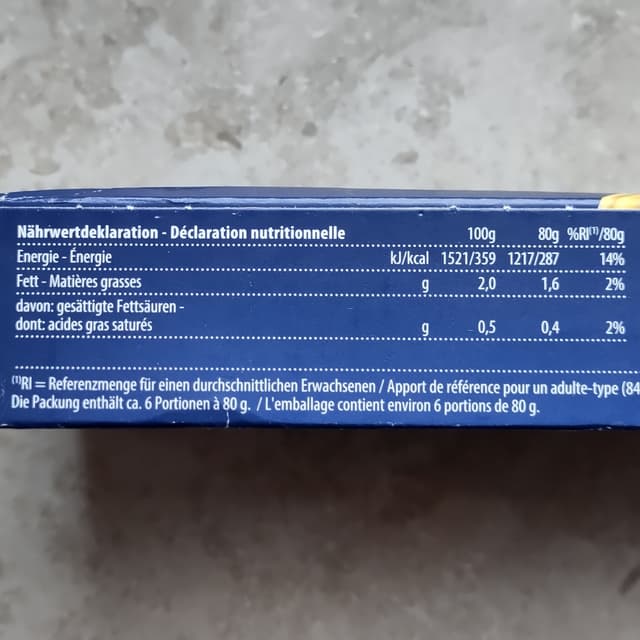 Nährwertdeklaration - Déclaration nutritionnelle 100g 80g %RI(1)/80g
Energie - Énergie kJ/kcal 1521/359 1217/287 14%
Fett - Matières grasses g 2,0 1,6 2%
davon: gesättigte Fettsäuren -
dont: acides gras saturés g 0,5 0,4 2%
(1)RI = Referenzmenge für einen durchschnittlichen Erwachsenen / Apport de référence pour un adulte-type (84
Die Packung enthält ca. 6 Portionen à 80 g. / L'emballage contient environ 6 portions de 80 g.